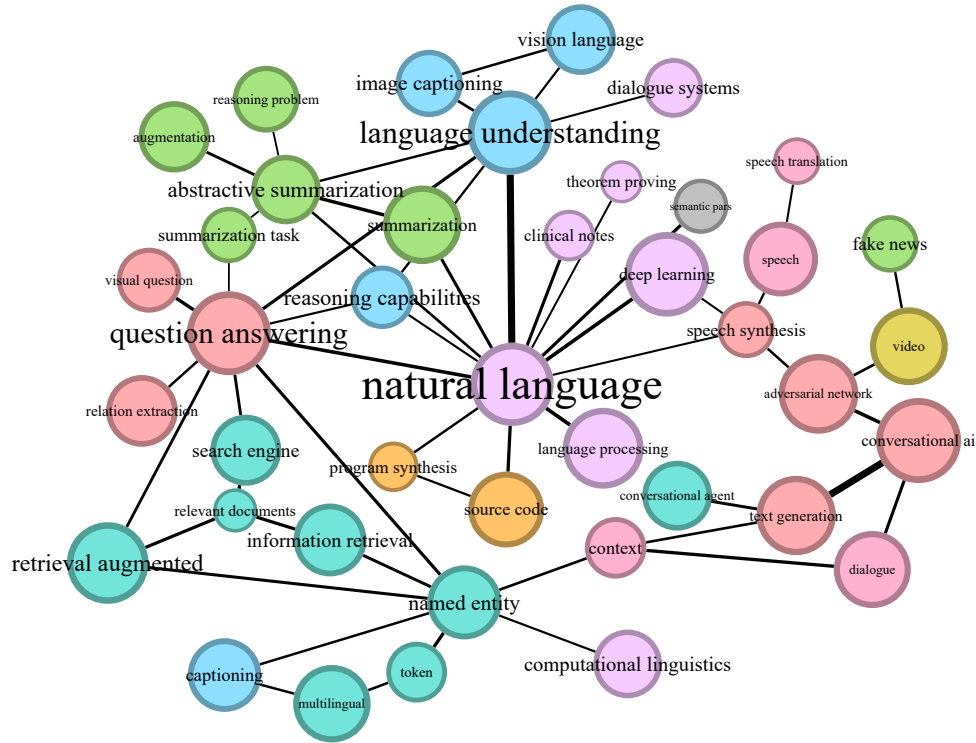 vision language
image captioning
dialogue systems
reasoning problem
augmentation
language understanding
speech translation
theorem proving
abstractive summarization
semantic pars
summarization
clinical notes
summarization task
fake news
speech
deep learning
visual question
reasoning capabilities
question answering
speech synthesis
video
natural language
adversarial network
relation extraction
conversational ai
search engine
language processing
program synthesis
conversational agent
relevant documents
source code
text generation
information retrieval
context
retrieval augmented
dialogue
named entity
computational linguistics
token
captioning
multilingual